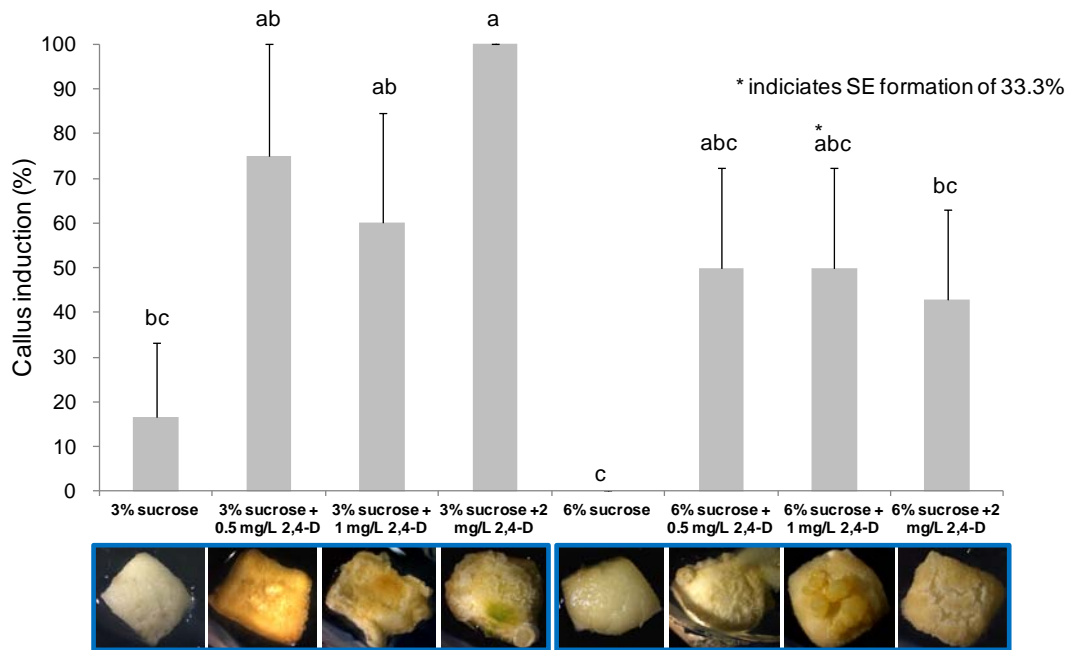 a
ab
100
90
* indiciates SE formation of 33.3%
ab
80
*
abc
abc
70
bc
60
50
40
bc
30
20
10
c
0
Callus induction (%)
3% sucrose
3% sucrose +
0.5 mg/L 2,4-D
3% sucrose +
1 mg/L 2,4-D
3% sucrose +2
mg/L 2,4-D
6% sucrose
6% sucrose +
0.5 mg/L 2,4-D
6% sucrose +
1 mg/L 2,4-D
6% sucrose +2
mg/L 2,4-D